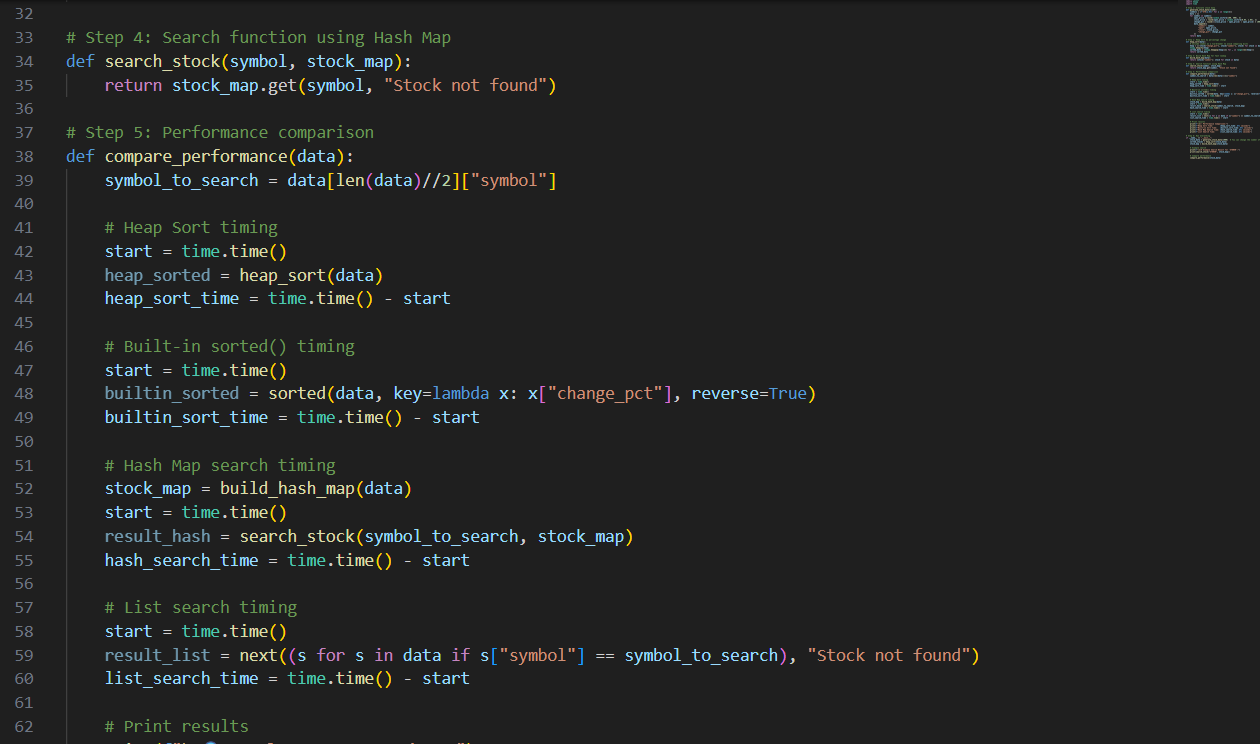 32
33 # Step 4: Search function using Hash Map
34 def search_stock(symbol, stock_map):
35     return stock_map.get(symbol, "Stock not found")
36
37 # Step 5: Performance comparison
38 def compare_performance(data):
39     symbol_to_search = data[len(data)//2]["symbol"]
40
41     # Heap Sort timing
42     start = time.time()
43     heap_sorted = heap_sort(data)
44     heap_sort_time = time.time() - start
45
46     # Built-in sorted() timing
47     start = time.time()
48     builtin_sorted = sorted(data, key=lambda x: x["change_pct"], reverse=True)
49     builtin_sort_time = time.time() - start
50
51     # Hash Map search timing
52     stock_map = build_hash_map(data)
53     start = time.time()
54     result_hash = search_stock(symbol_to_search, stock_map)
55     hash_search_time = time.time() - start
56
57     # List search timing
58     start = time.time()
59     result_list = next((s for s in data if s["symbol"] == symbol_to_search), "Stock not found")
60     list_search_time = time.time() - start
61
62     # Print results